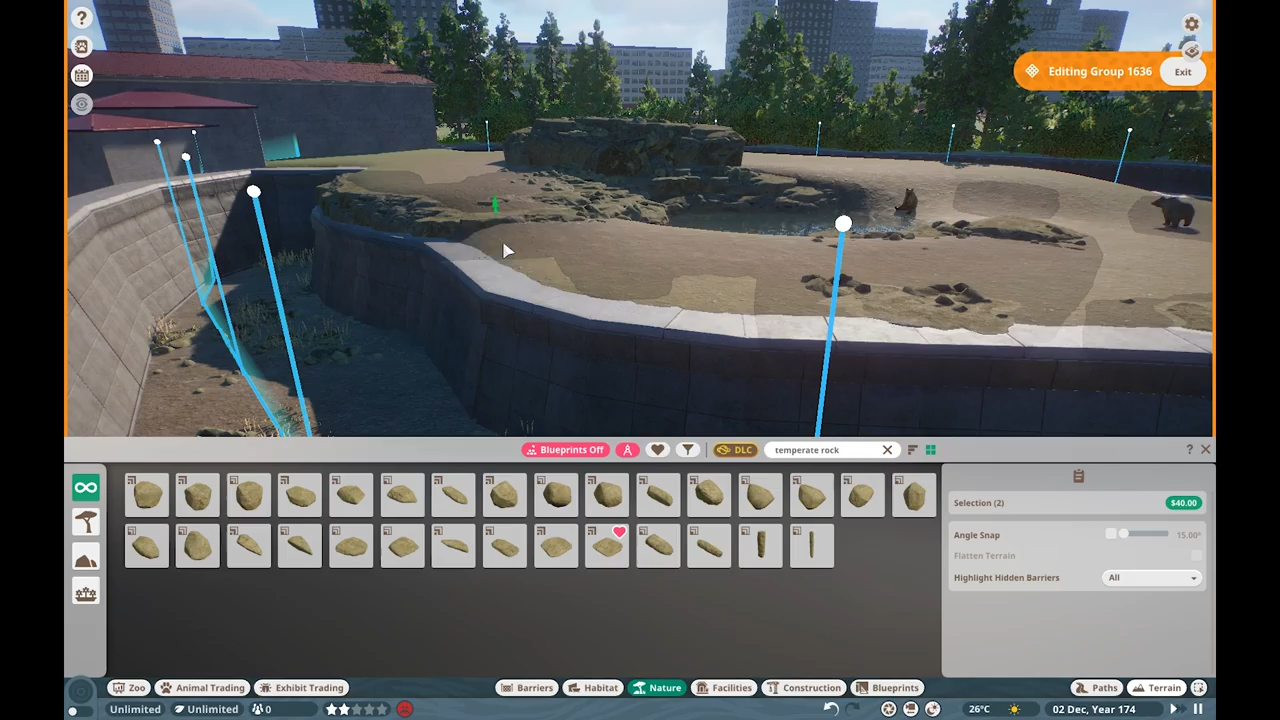 ?
Editing Group 1636
Exit
Blueprints Off
DLC
temperate rock
?
Selection (2)
$40.00
Angle Snap
15.00°
Flatten Terrain
Highlight Hidden Barriers
All
Zoo
Animal Trading
Exhibit Trading
Barriers
Habitat
Nature
Facilities
Construction
Blueprints
Paths
Terrain
Unlimited
Unlimited
0
26°C
02 Dec, Year 174